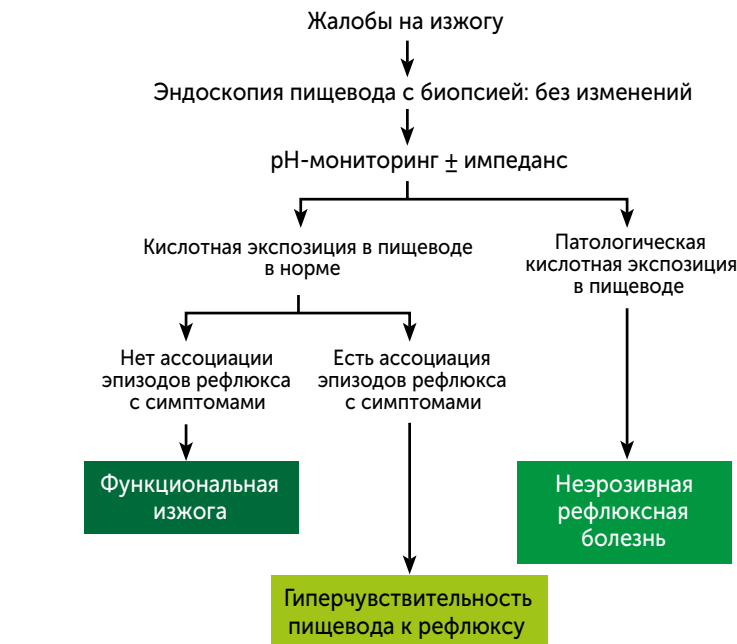 Жалобы на изжогу
Эндоскопия пищевода с биопсией: без изменений
pH-мониторинг ± импеданс
Кислотная экспозиция в пищеводе
в норме
Патологическая
кислотная экспозиция
в пищеводе
Нет ассоциации
эпизодов рефлюкса
с симптомами
Есть ассоциация
эпизодов рефлюкса
с симптомами
Функциональная
изжога
Неэрозивная
рефлюксная
болезнь
Гиперчувствительность
пищевода к рефлюксу